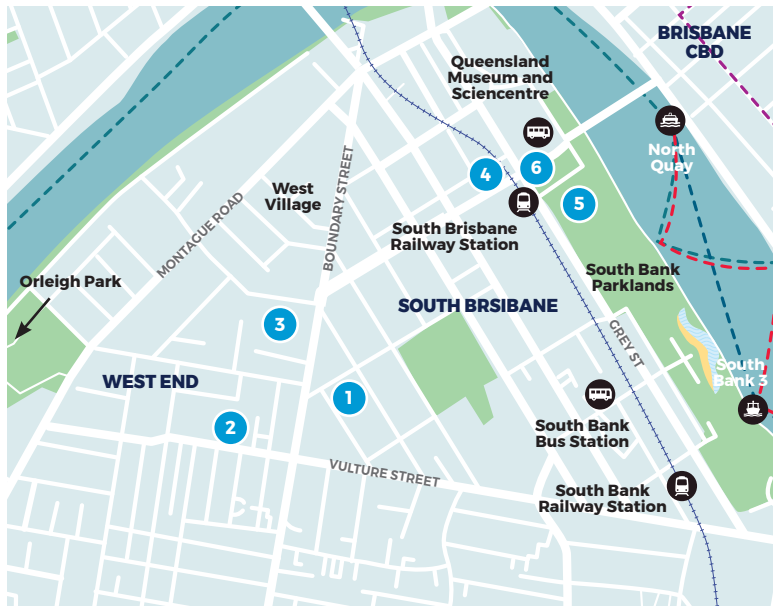 BRISBANE
CBD
Queensland
Museum and
Sciencentre
North
Quay
4
6
5
West
Village
BOUNDARY STREET
MONTAGUE ROAD
South Brisbane
Railway Station
Orleigh Park
South Bank
Parklands
SOUTH BRSIBANE
3
GREY ST
WEST END
1
2
South
Bank 3
South Bank
Bus Station
VULTURE STREET
South Bank
Railway Station